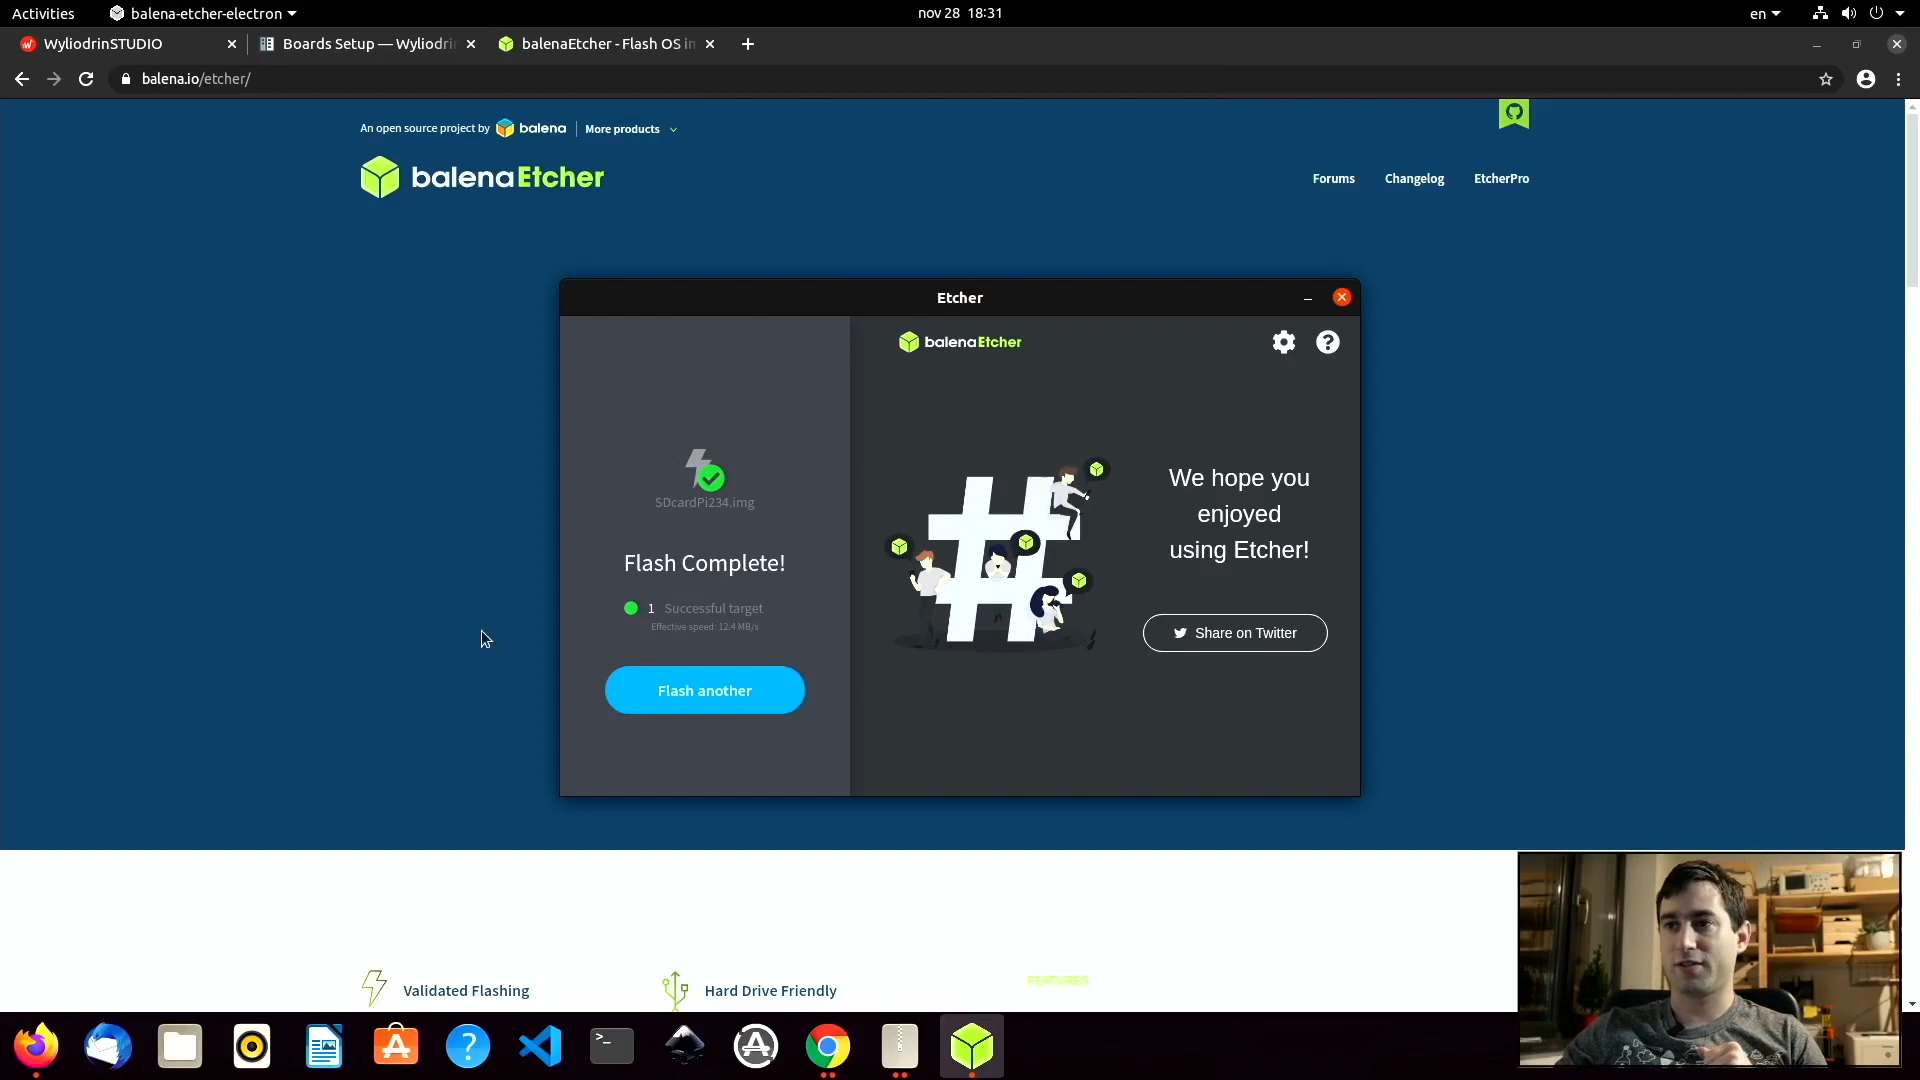 Activities
balena-etcher-electron
nov 28 18:31
en
WyliodrinSTUDIO
Boards Setup — Wyliodri
balenaEtcher - Flash OS i
balena.io/etcher/
An open source project by balena
More products
balenaEtcher
Forums
Changelog
EtcherPro
Etcher
balenaEtcher
SDcardPi234.img
Flash Complete!
1 Successful target
Effective speed: 12.4 MB/s
Flash another
We hope you
enjoyed
using Etcher!
Share on Twitter
Validated Flashing
Hard Drive Friendly
FEATURES